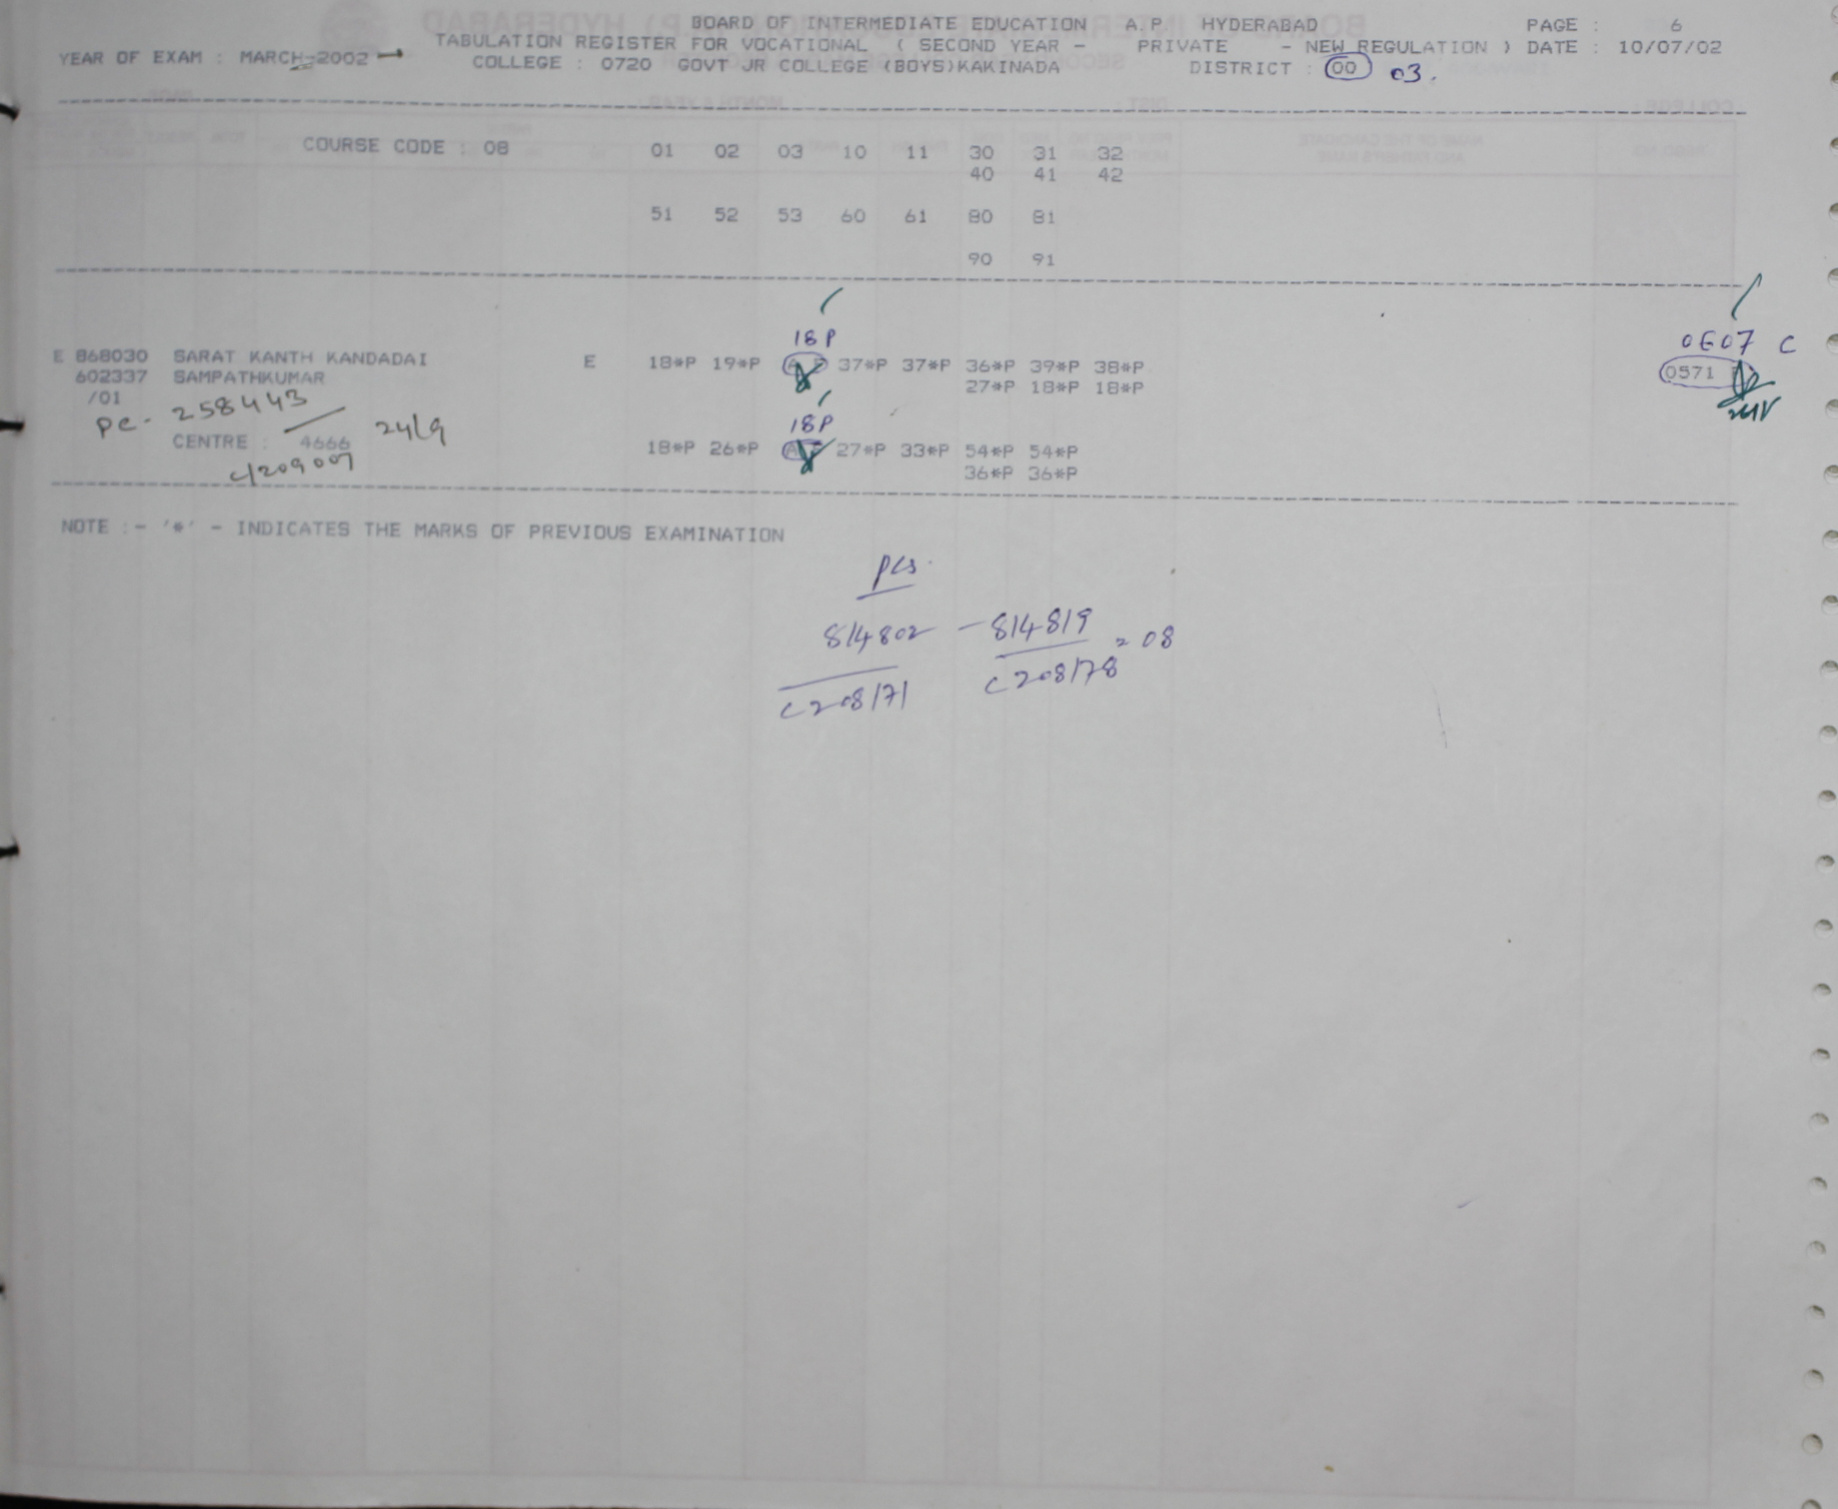 BOARD OF INTERMEDIATE EDUCATION A.P. HYDERABAD PAGE : 6
YEAR OF EXAM : MARCH-2002 TABULATION REGISTER FOR VOCATIONAL ( SECOND YEAR - PRIVATE - NEW REGULATION ) DATE : 10/07/02
COLLEGE : 0720 GOVT JR COLLEGE (BOYS)KAKINADA DISTRICT : 00 03.
COURSE CODE : 08 01 02 03 10 11 30 31 32
40 41 42
51 52 53 60 61 80 81
90 91
18P 0607 C
E 868030 SARAT KANTH KANDADAI E 18*P 19*P 37*P 37*P 36*P 39*P 38*P 0571
602337 SAMPATHKUMAR 27*P 18*P 18*P
/01
PC- 258443 24/9 18P
CENTRE : 4666 18*P 26*P 27*P 33*P 54*P 54*P
c/209007 36*P 36*P
NOTE :- '*' - INDICATES THE MARKS OF PREVIOUS EXAMINATION
pcs.
814802 - 814819 = 08
c208171 c208178